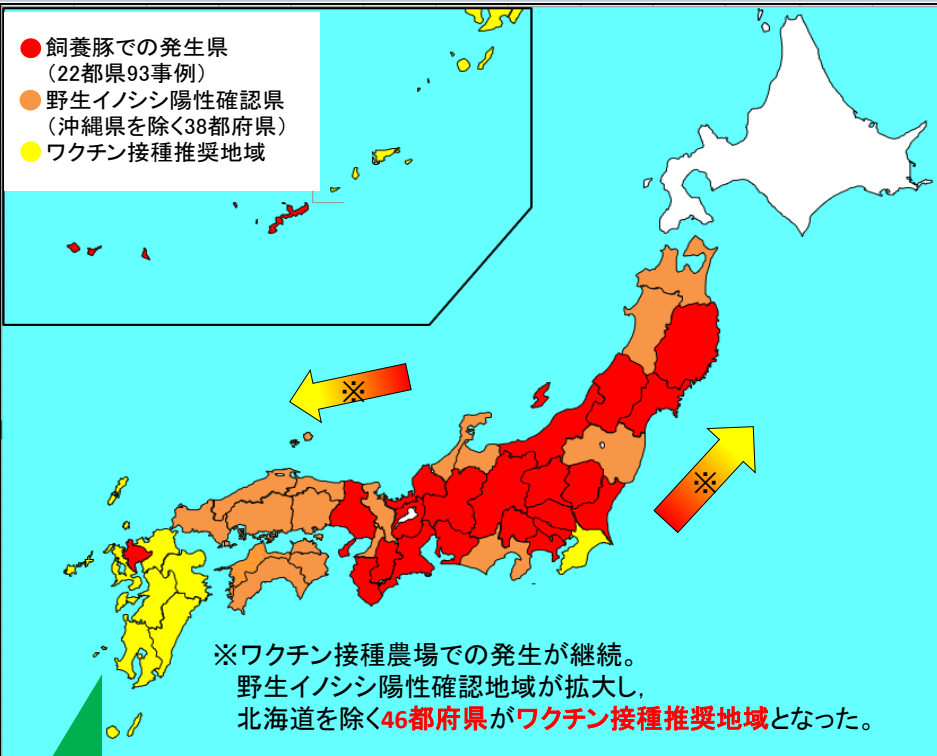 飼養豚での発生県
(22都県93事例)
野生イノシシ陽性確認県
(沖縄県を除く38都府県)
ワクチン接種推奨地域
※
※
※ワクチン接種農場での発生が継続。
野生イノシシ陽性確認地域が拡大し,
北海道を除く46都府県がワクチン接種推奨地域となった。